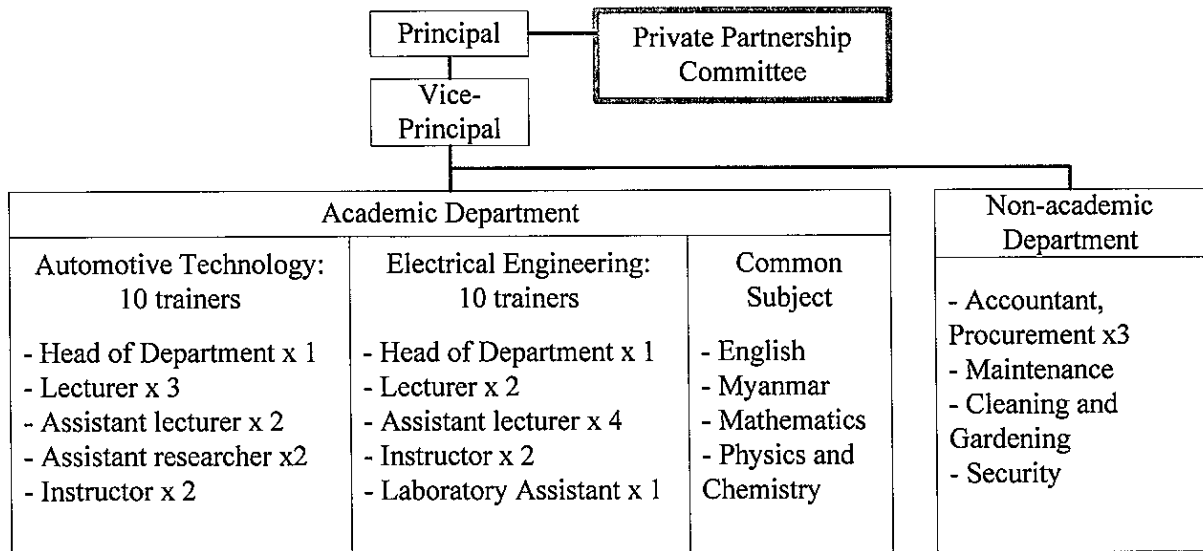 Principal
Private Partnership
Committee
Vice-
Principal
Academic Department
Automotive Technology:
10 trainers
- Head of Department x 1
- Lecturer x 3
- Assistant lecturer x 2
- Assistant researcher x2
- Instructor x 2
Electrical Engineering:
10 trainers
- Head of Department x 1
- Lecturer x 2
- Assistant lecturer x 4
- Instructor x 2
- Laboratory Assistant x 1
Common
Subject
- English
- Myanmar
- Mathematics
- Physics and
Chemistry
Non-academic
Department
- Accountant,
Procurement x3
- Maintenance
- Cleaning and
Gardening
- Security